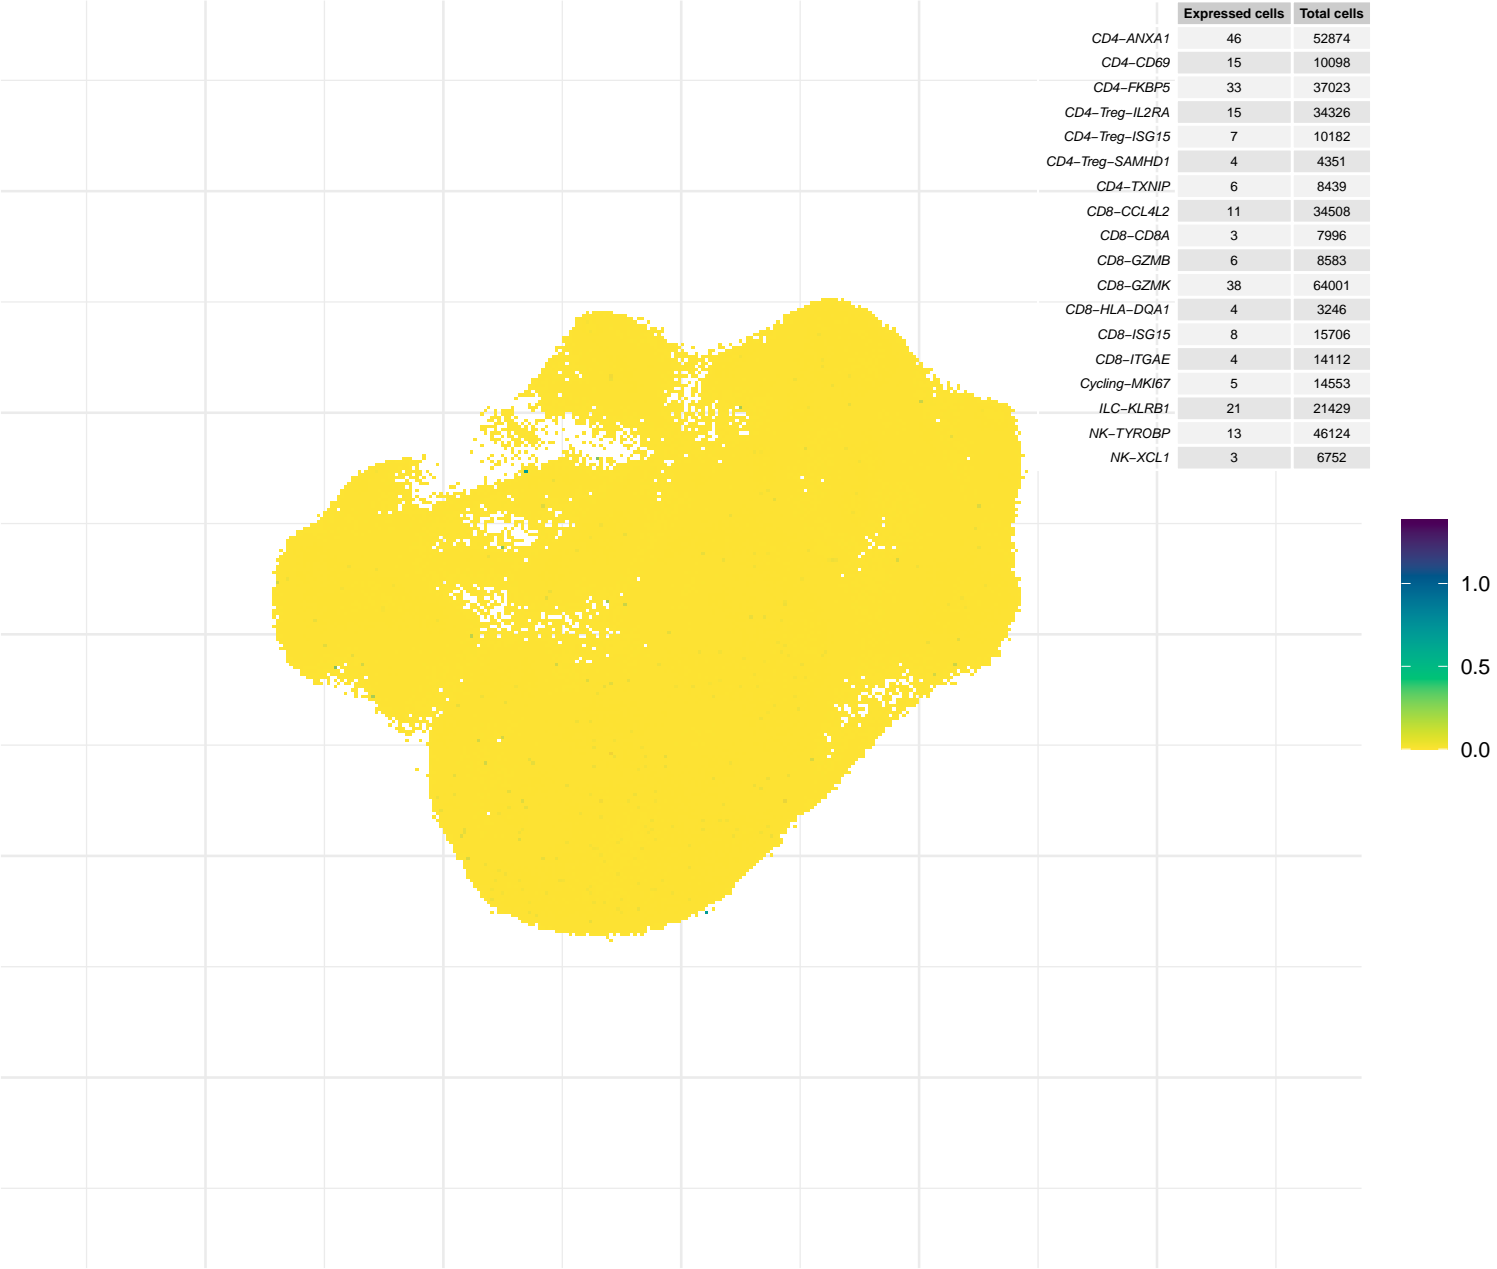 Expressed cells Total cells
CD4−ANXA1 46 52874
CD4−CD69 15 10098
CD4−FKBP5 33 37023
CD4−Treg−IL2RA 15 34326
CD4−Treg−ISG15 7 10182
CD4−Treg−SAMHD1 4 4351
CD4−TXNIP 6 8439
CD8−CCL4L2 11 34508
CD8−CD8A 3 7996
CD8−GZMB 6 8583
CD8−GZMK 38 64001
CD8−HLA−DQA1 4 3246
CD8−ISG15 8 15706
CD8−ITGAE 4 14112
Cycling−MKI67 5 14553
ILC−KLRB1 21 21429
NK−TYROBP 13 46124
NK−XCL1 3 6752
1.0
0.5
0.0